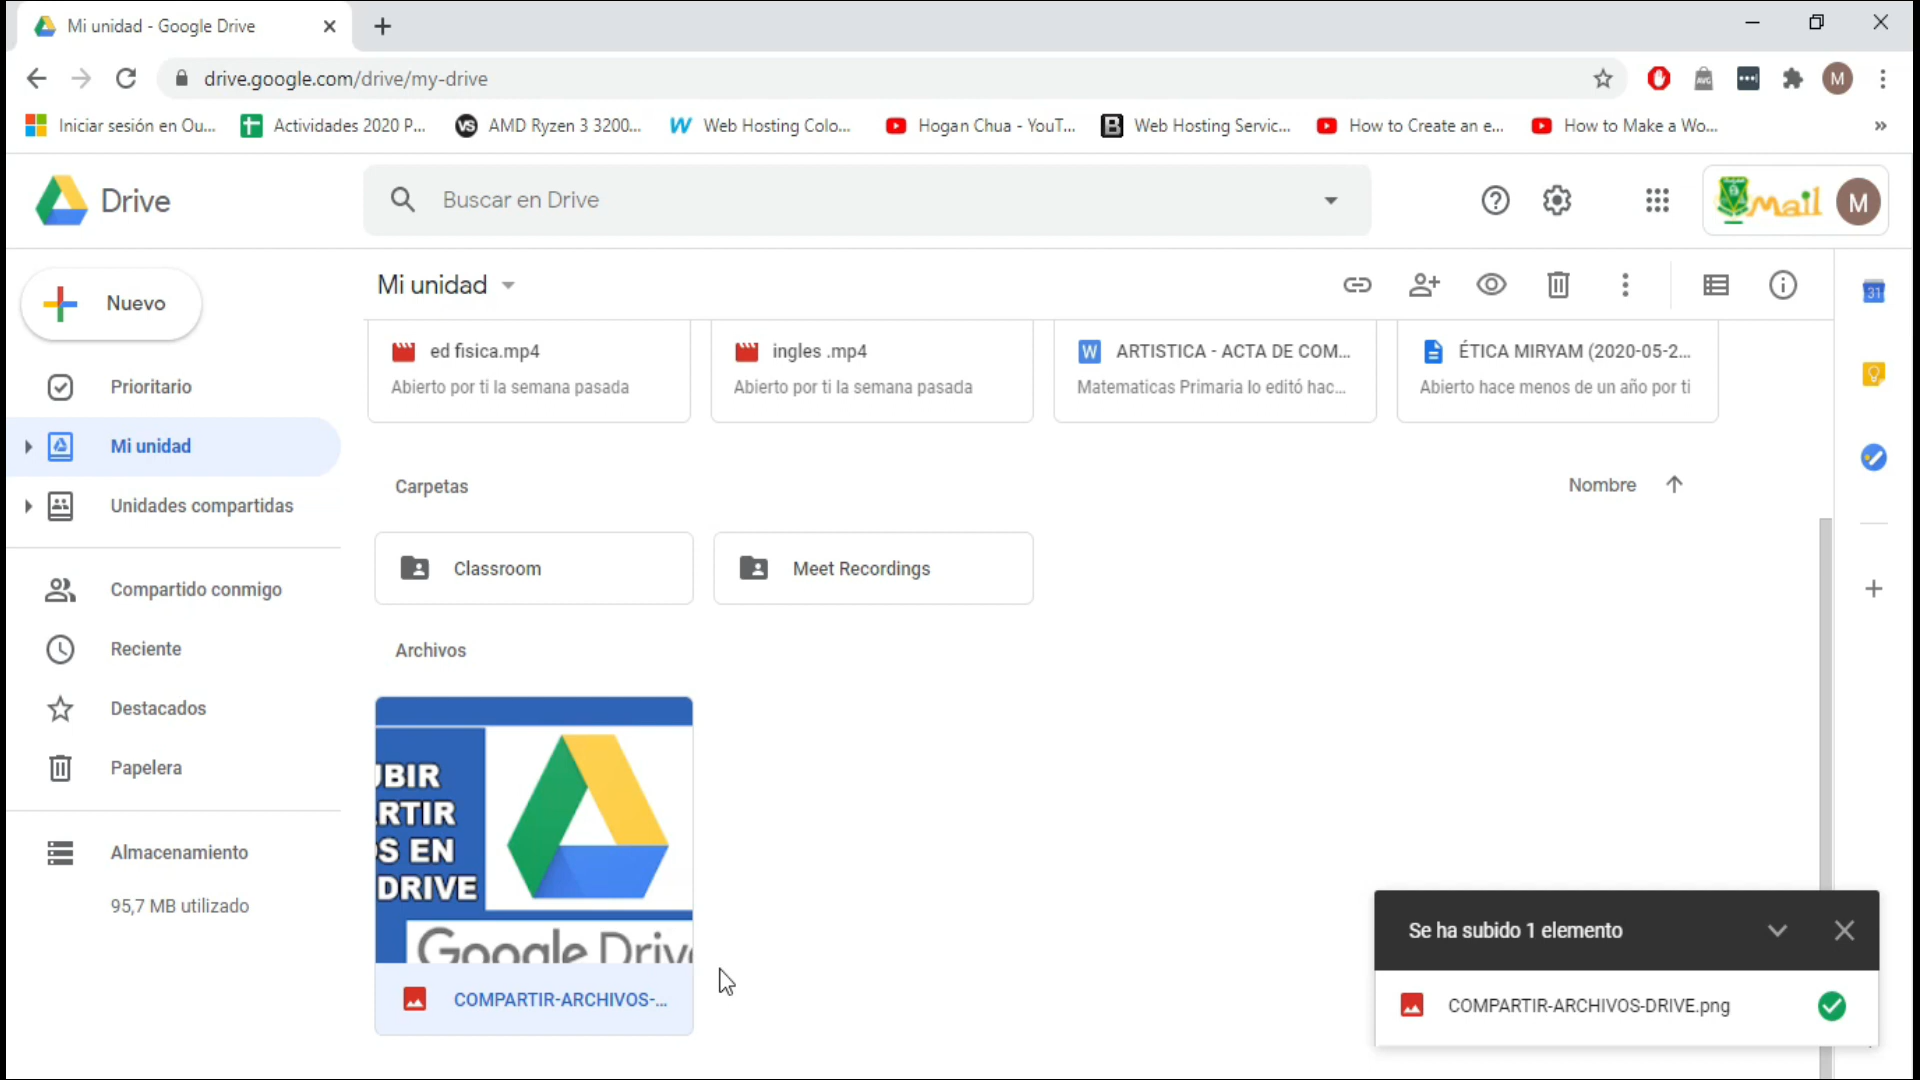 Mi unidad - Google Drive
drive.google.com/drive/my-drive
M
Iniciar sesión en Ou...
Actividades 2020 P...
VS AMD Ryzen 3 3200...
W Web Hosting Colo...
Hogan Chua - YouT...
B Web Hosting Servic...
How to Create an e...
How to Make a Wo...
»
Drive
Buscar en Drive
Mail
M
Nuevo
Mi unidad
31
ed fisica.mp4
Abierto por ti la semana pasada
ingles .mp4
Abierto por ti la semana pasada
W ARTISTICA - ACTA DE COM...
Matematicas Primaria lo editó hac...
ÉTICA MIRYAM (2020-05-2...
Abierto hace menos de un año por ti
Prioritario
Mi unidad
Unidades compartidas
Compartido conmigo
Reciente
Destacados
Papelera
Almacenamiento
95,7 MB utilizado
Carpetas
Nombre
Classroom
Meet Recordings
Archivos
UBIR
RTIR
S EN
DRIVE
Google Driv
COMPARTIR-ARCHIVOS-...
Se ha subido 1 elemento
COMPARTIR-ARCHIVOS-DRIVE.png